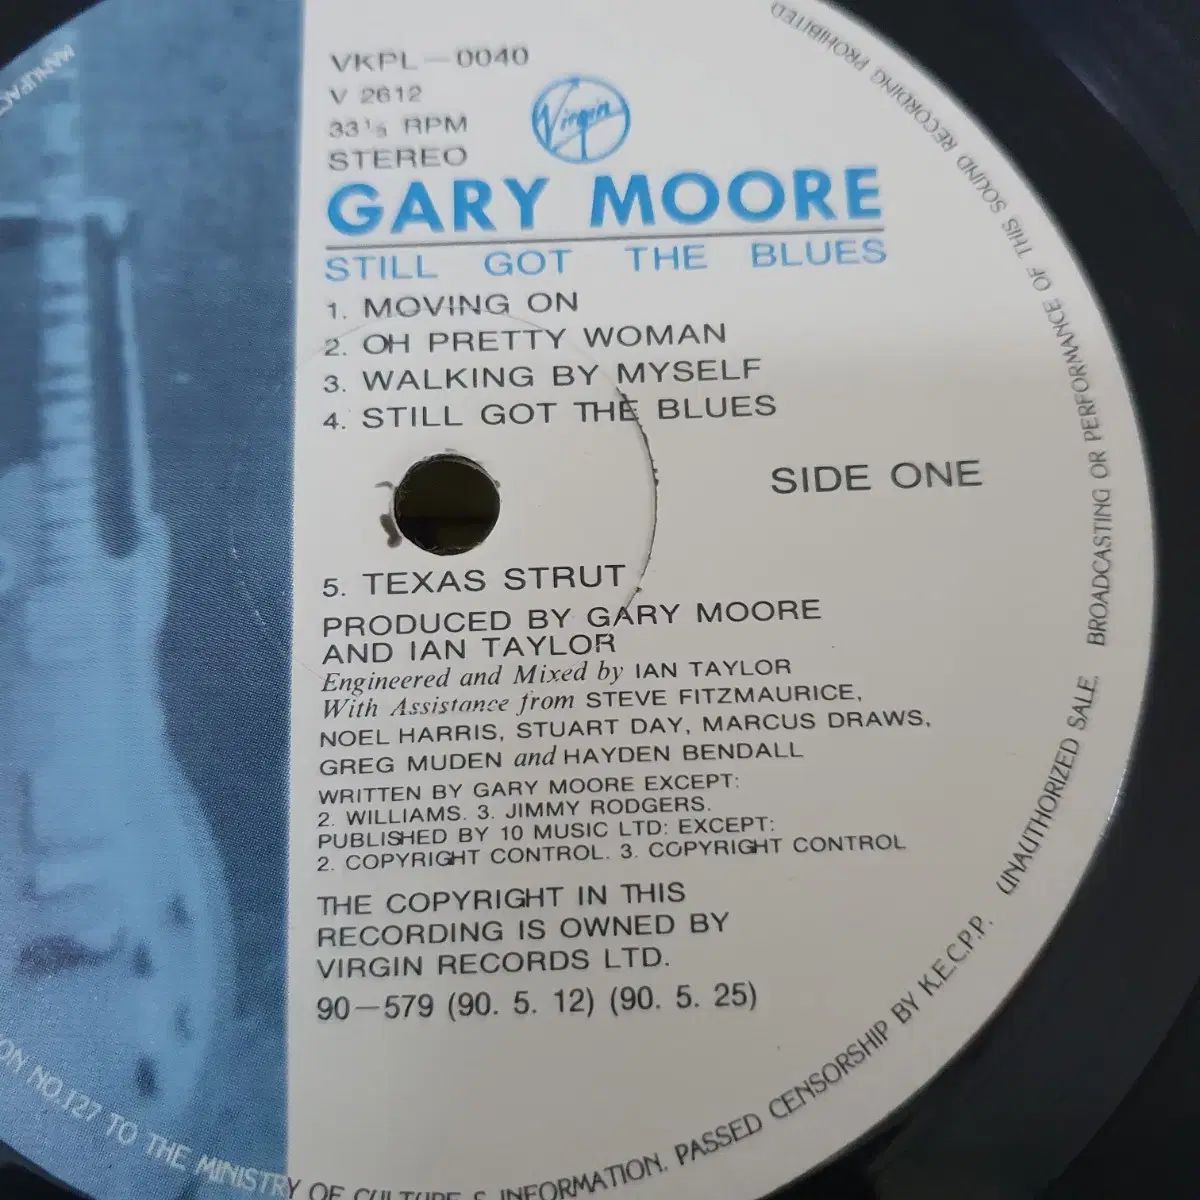 VKPL-0040
V 2612
33⅓ RPM
STEREO
Virgin
GARY MOORE
STILL GOT THE BLUES
1. MOVING ON
2. OH PRETTY WOMAN
3. WALKING BY MYSELF
4. STILL GOT THE BLUES
SIDE ONE
5. TEXAS STRUT
PRODUCED BY GARY MOORE
AND IAN TAYLOR
Engineered and Mixed by IAN TAYLOR
With Assistance from STEVE FITZMAURICE,
NOEL HARRIS, STUART DAY, MARCUS DRAWS,
GREG MUDEN and HAYDEN BENDALL
WRITTEN BY GARY MOORE EXCEPT:
2. WILLIAMS. 3. JIMMY RODGERS.
PUBLISHED BY 10 MUSIC LTD: EXCEPT:
2. COPYRIGHT CONTROL. 3. COPYRIGHT CONTROL
THE COPYRIGHT IN THIS
RECORDING IS OWNED BY
VIRGIN RECORDS LTD.
90-579 (90. 5. 12) (90. 5. 25)
NO.127 TO THE MINISTRY OF CULTURE & INFORMATION. PASSED CENSORSHIP BY K.E.C.P.P. UNAUTHORIZED SALE, BROADCASTING OR PERFORMANCE OF THIS SOUND RECORDING PROHIBITED